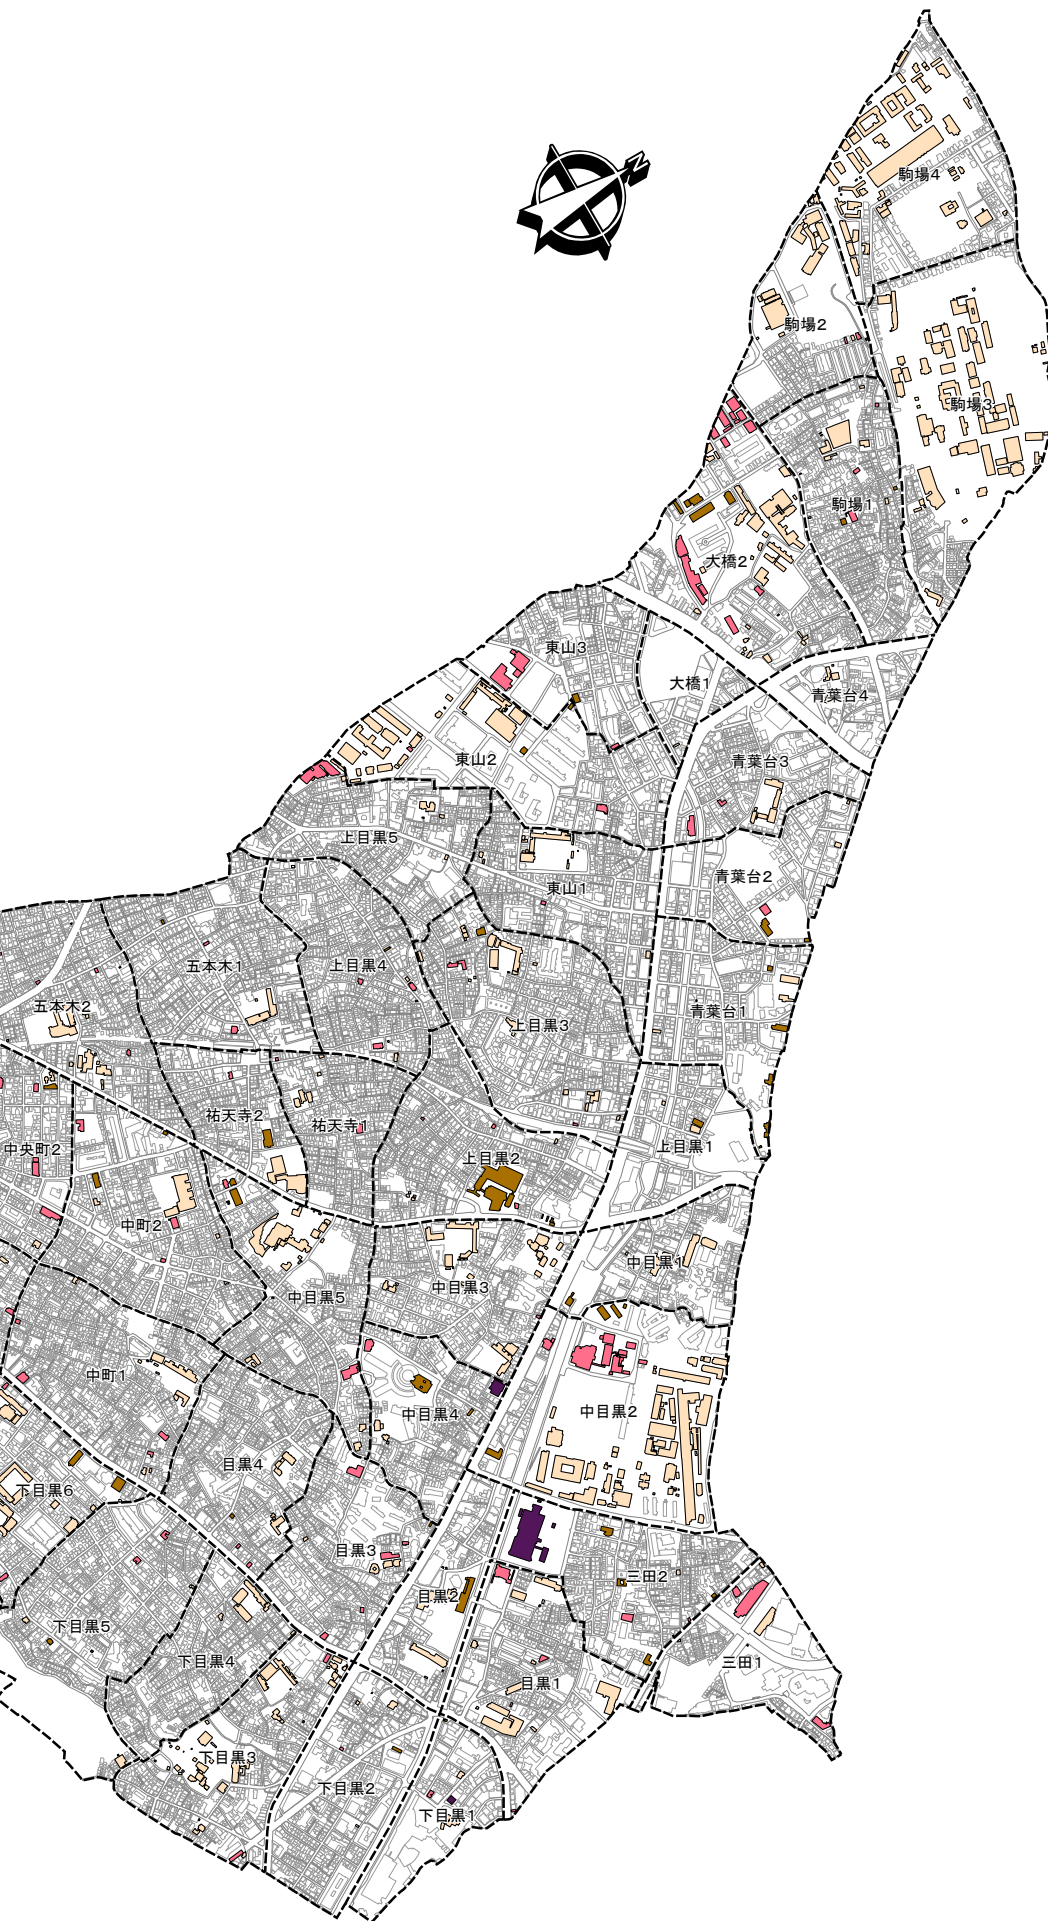 駒場4
N
駒場2
駒場3
駒場1
大橋2
東山3
大橋1
青葉台4
東山2
青葉台3
上目黒5
青葉台2
東山1
五本木1
上目黒4
五本木2
青葉台1
上目黒3
祐天寺2
祐天寺1
中央町2
上目黒1
上目黒2
中町2
中目黒1
中目黒3
中目黒5
中町1
中目黒4
中目黒2
目黒4
下目黒6
目黒3
三田2
目黒2
下目黒5
下目黒4
三田1
目黒1
下目黒3
下目黒2
下目黒1